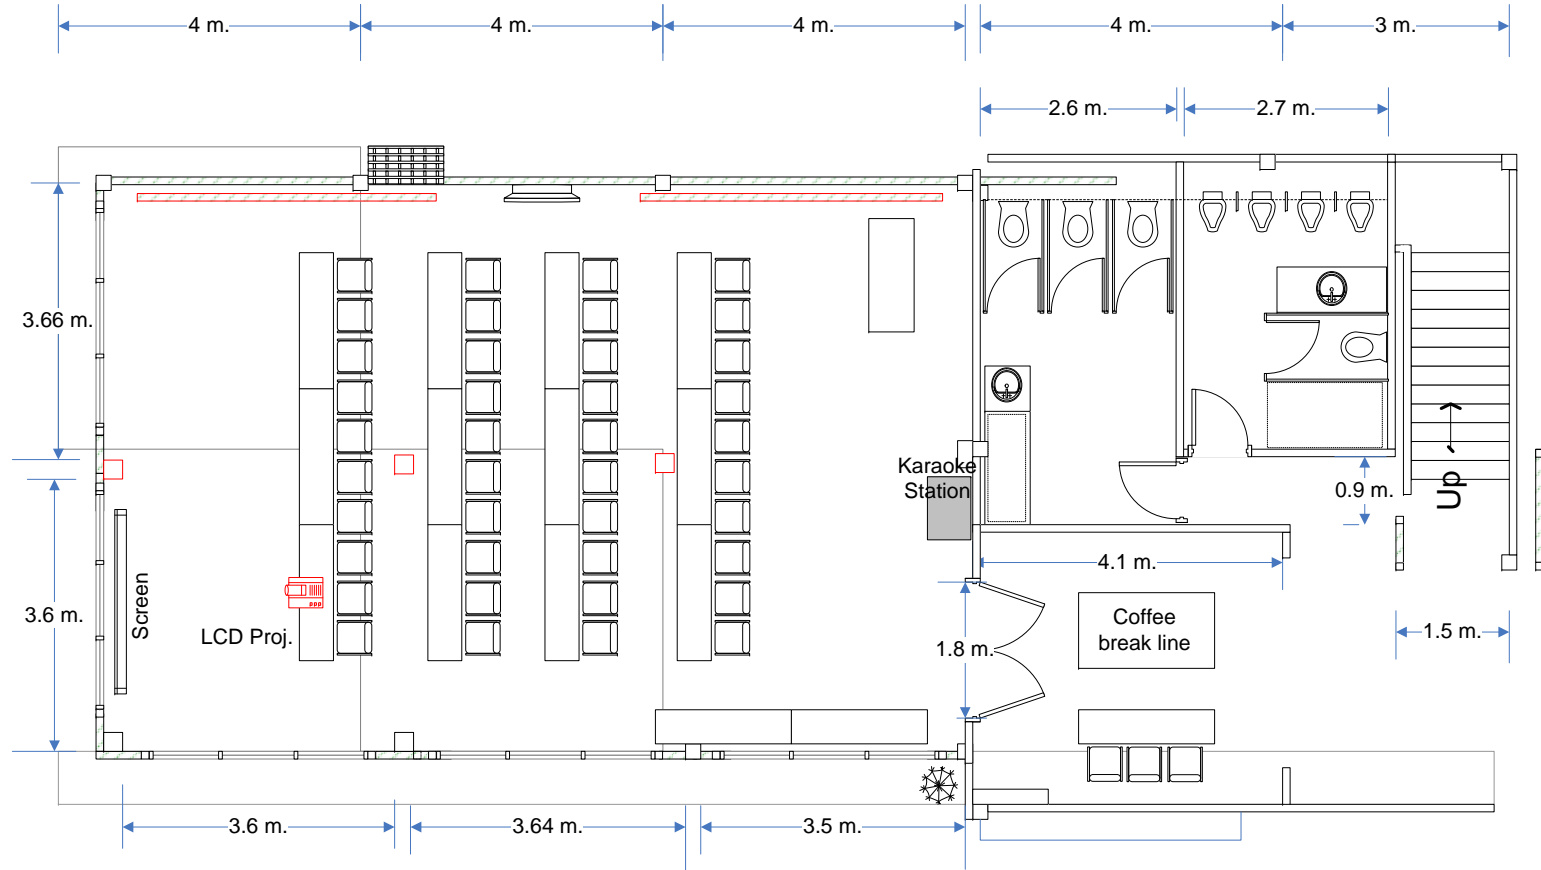 4 m.
4 m.
4 m.
4 m.
3 m.
2.6 m.
2.7 m.
3.66 m.
Karaoke
Station
0.9 m.
Up
4.1 m.
3.6 m.
Screen
LCD Proj.
Coffee
break line
1.8 m.
1.5 m.
3.6 m.
3.64 m.
3.5 m.